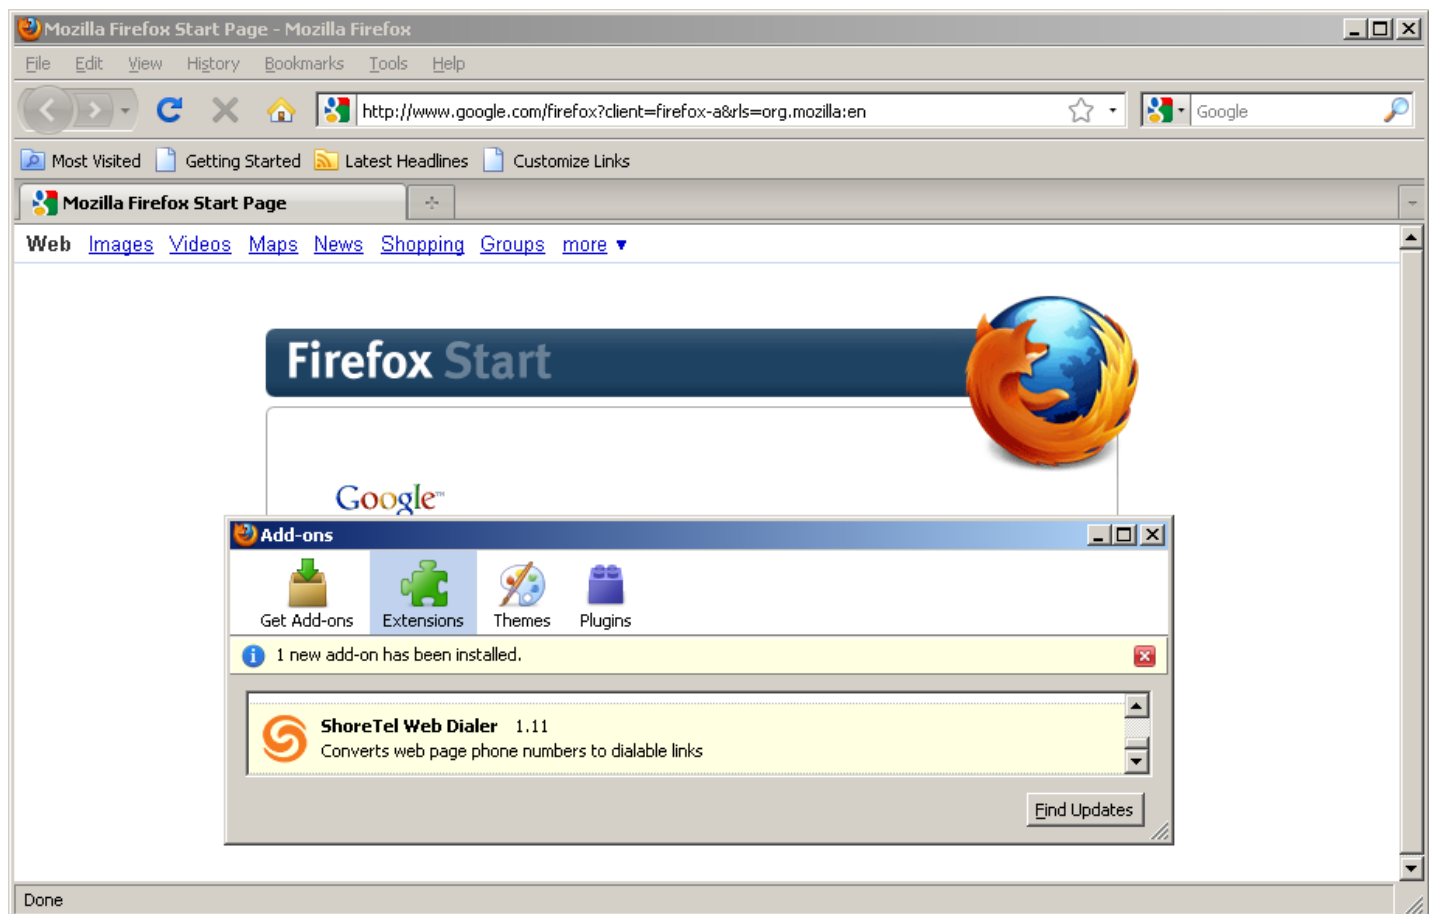 Mozilla Firefox Start Page - Mozilla Firefox
File Edit View History Bookmarks Tools Help
http://www.google.com/firefox?client=firefox-a&rls=org.mozilla:en Google
Most Visited Getting Started Latest Headlines Customize Links
Mozilla Firefox Start Page
Web Images Videos Maps News Shopping Groups more
Firefox Start
Google™
Add-ons
Get Add-ons Extensions Themes Plugins
1 new add-on has been installed.
ShoreTel Web Dialer 1.11
Converts web page phone numbers to dialable links
Find Updates
Done